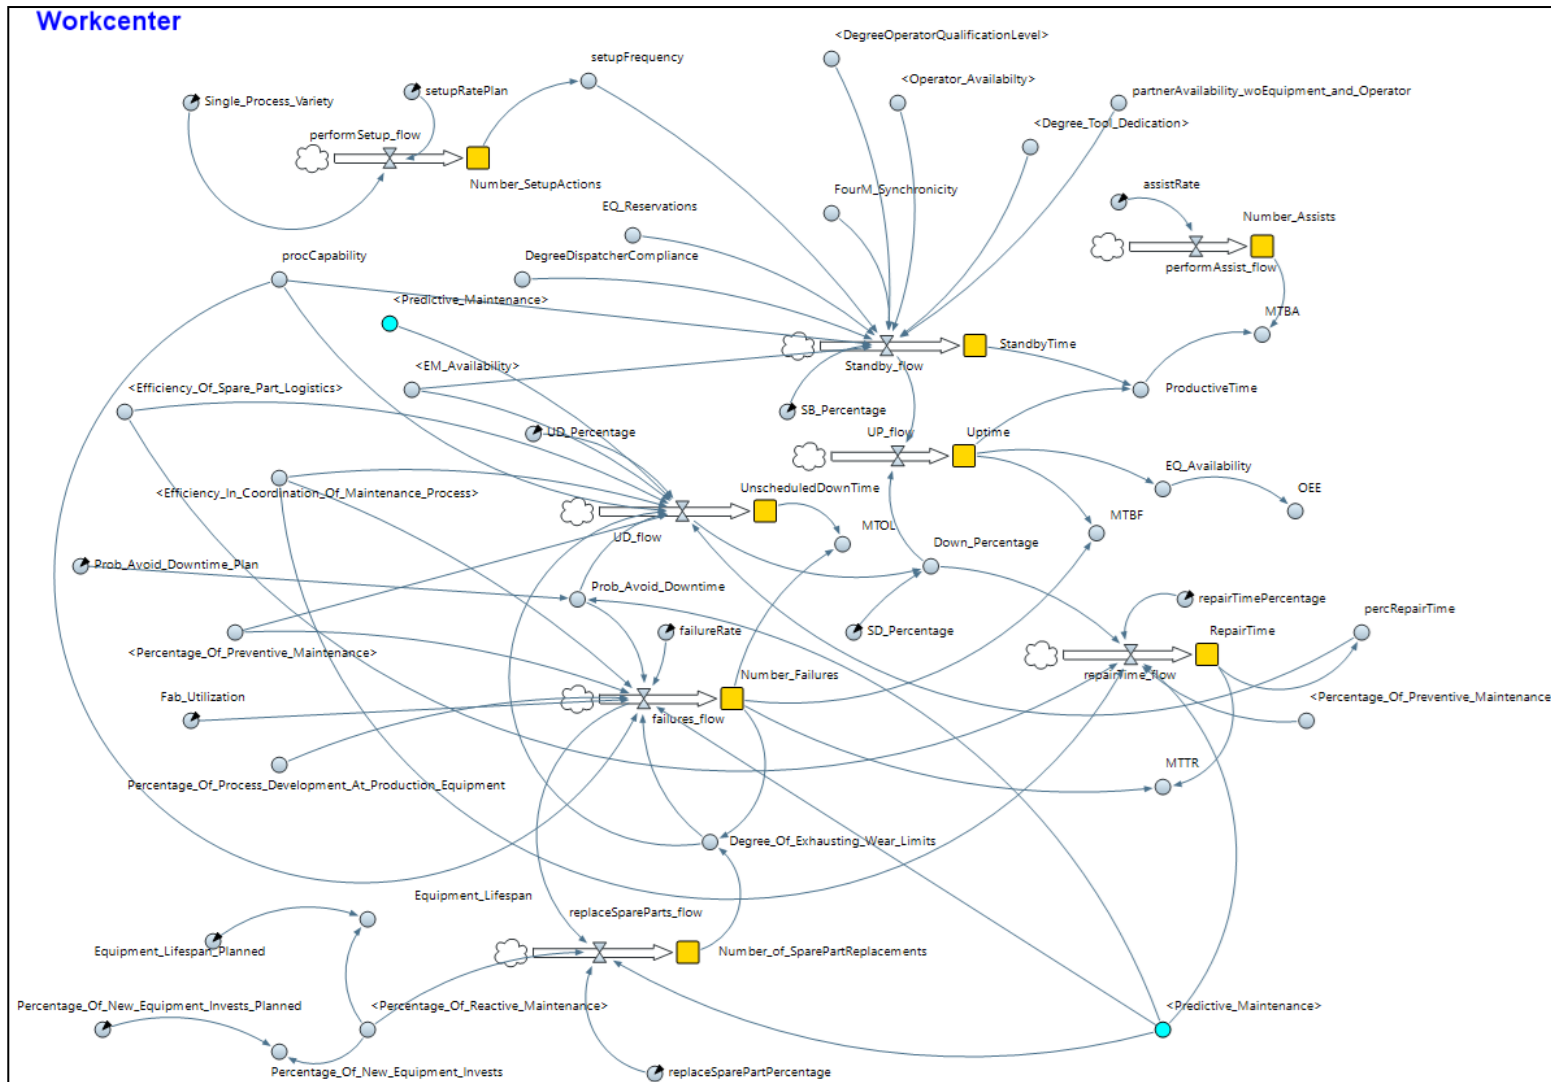 Workcenter
<DegreeOperatorQualificationLevel>
setupFrequency
<Operator_Availabilty>
setupRatePlan
partnerAvailability_woEquipment_and_Operator
Single_Process_Variety
<Degree_Tool_Dedication>
performSetup_flow
Number_SetupActions
FourM_Synchronicity
assistRate
EQ_Reservations
Number_Assists
procCapability
DegreeDispatcherCompliance
performAssist_flow
<Predictive_Maintenance>
MTBA
StandbyTime
<EM_Availability>
Standby_flow
<Efficiency_Of_Spare_Part_Logistics>
ProductiveTime
SB_Percentage
UD_Percentage
UP_flow
Uptime
EQ_Availability
OEE
<Efficiency_In_Coordination_Of_Maintenance_Process>
UnscheduledDownTime
MTOL
MTBF
UD_flow
Down_Percentage
Prob_Avoid_Downtime_Plan
Prob_Avoid_Downtime
repairTimePercentage
percRepairTime
failureRate
SD_Percentage
RepairTime
<Percentage_Of_Preventive_Maintenance>
Number_Failures
repairTime_flow
Fab_Utilization
<Percentage_Of_Preventive_Maintenance
failures_flow
MTTR
Percentage_Of_Process_Development_At_Production_Equipment
Degree_Of_Exhausting_Wear_Limits
Equipment_Lifespan
replaceSpareParts_flow
Equipment_Lifespan_Planned
Number_of_SparePartReplacements
Percentage_Of_New_Equipment_Invests_Planned
<Percentage_Of_Reactive_Maintenance>
<Predictive_Maintenance>
Percentage_Of_New_Equipment_Invests
replaceSparePartPercentage